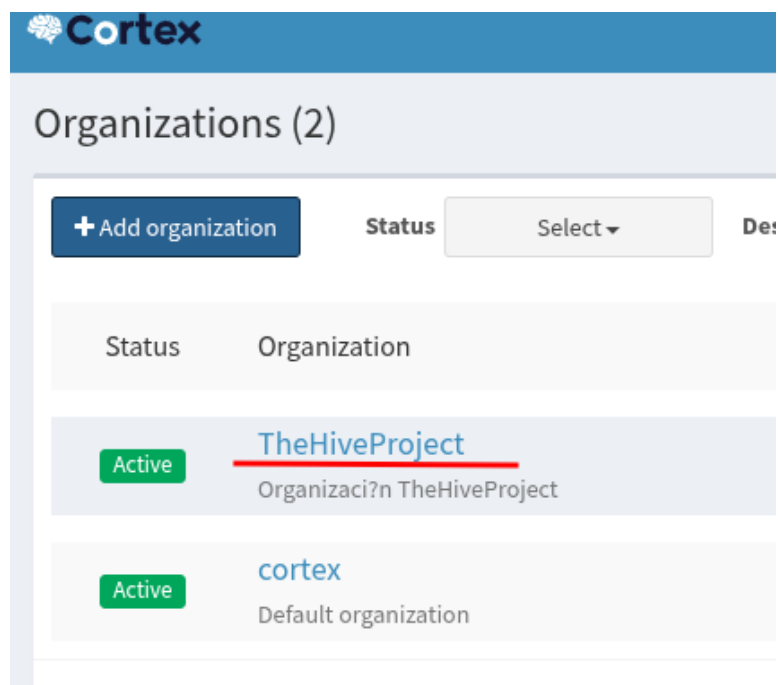 Cortex
Organizations (2)
+ Add organization Status Select Des
Status Organization
Active TheHiveProject
Organizaci?n TheHiveProject
Active cortex
Default organization